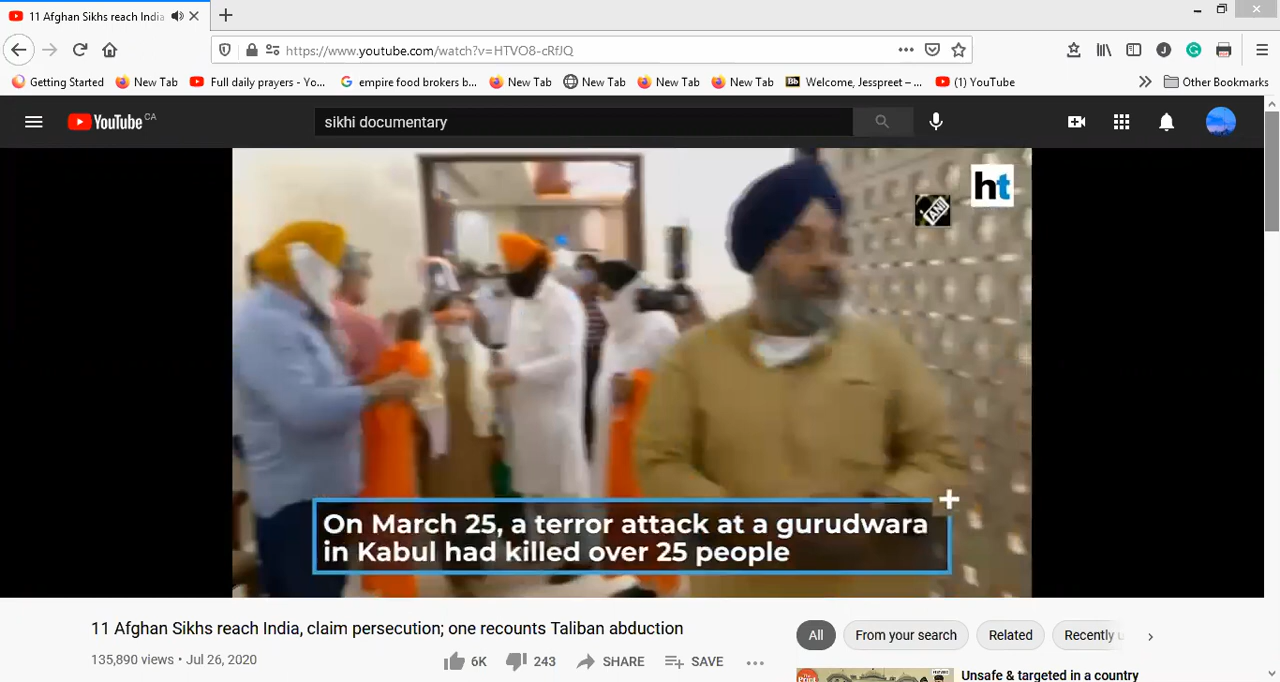 11 Afghan Sikhs reach India
https://www.youtube.com/watch?v=HTVO8-cRfJQ
Getting Started
New Tab
Full daily prayers - Yo...
empire food brokers b...
New Tab
New Tab
New Tab
New Tab
Welcome, Jesspreet – ...
(1) YouTube
Other Bookmarks
YouTube CA
sikhi documentary
ht
ANI
On March 25, a terror attack at a gurudwara
in Kabul had killed over 25 people
11 Afghan Sikhs reach India, claim persecution; one recounts Taliban abduction
135,890 views • Jul 26, 2020
6K
243
SHARE
SAVE
All
From your search
Related
Recently u
The Print
Unsafe & targeted in a country